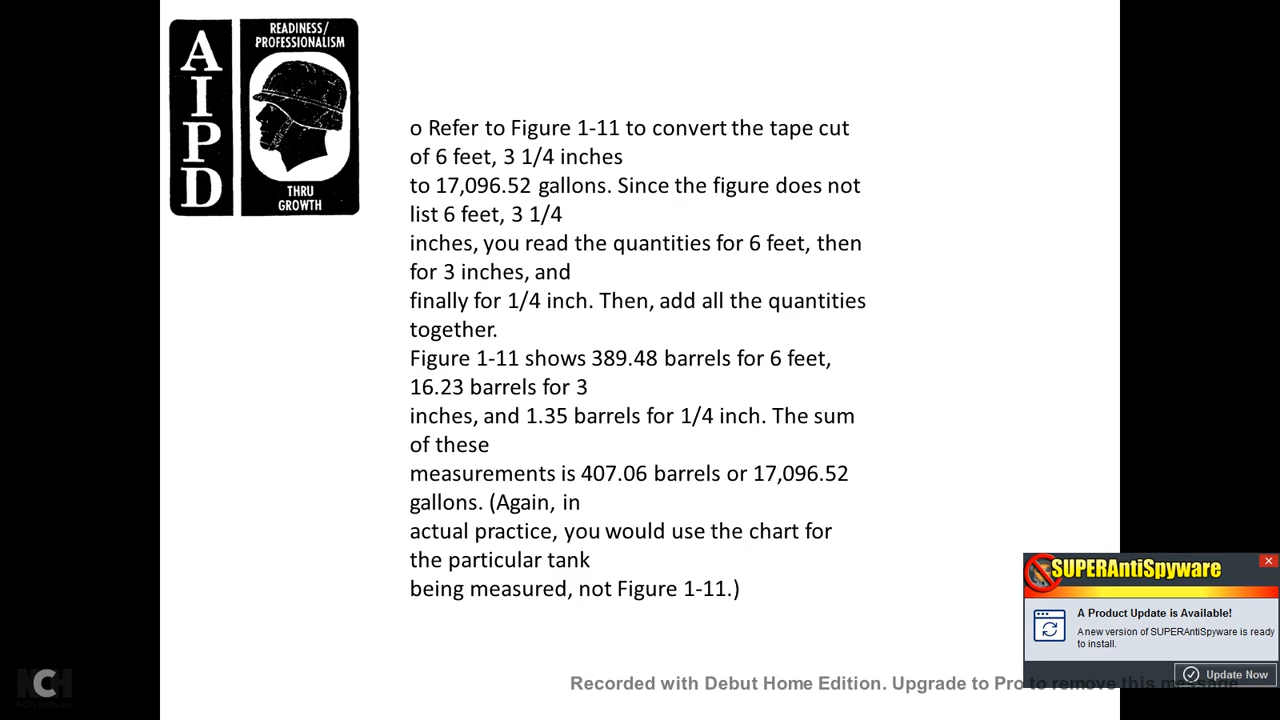 A
I
P
D
READINESS/
PROFESSIONALISM
THRU
GROWTH
o Refer to Figure 1-11 to convert the tape cut
of 6 feet, 3 1/4 inches
to 17,096.52 gallons. Since the figure does not
list 6 feet, 3 1/4
inches, you read the quantities for 6 feet, then
for 3 inches, and
finally for 1/4 inch. Then, add all the quantities
together.
Figure 1-11 shows 389.48 barrels for 6 feet,
16.23 barrels for 3
inches, and 1.35 barrels for 1/4 inch. The sum
of these
measurements is 407.06 barrels or 17,096.52
gallons. (Again, in
actual practice, you would use the chart for
the particular tank
being measured, not Figure 1-11.)
SUPERAntiSpyware
A Product Update is Available!
A new version of SUPERAntiSpyware is ready
to install.
Update Now
NCH
NCH Software
Recorded with Debut Home Edition. Upgrade to Pro to remove this message